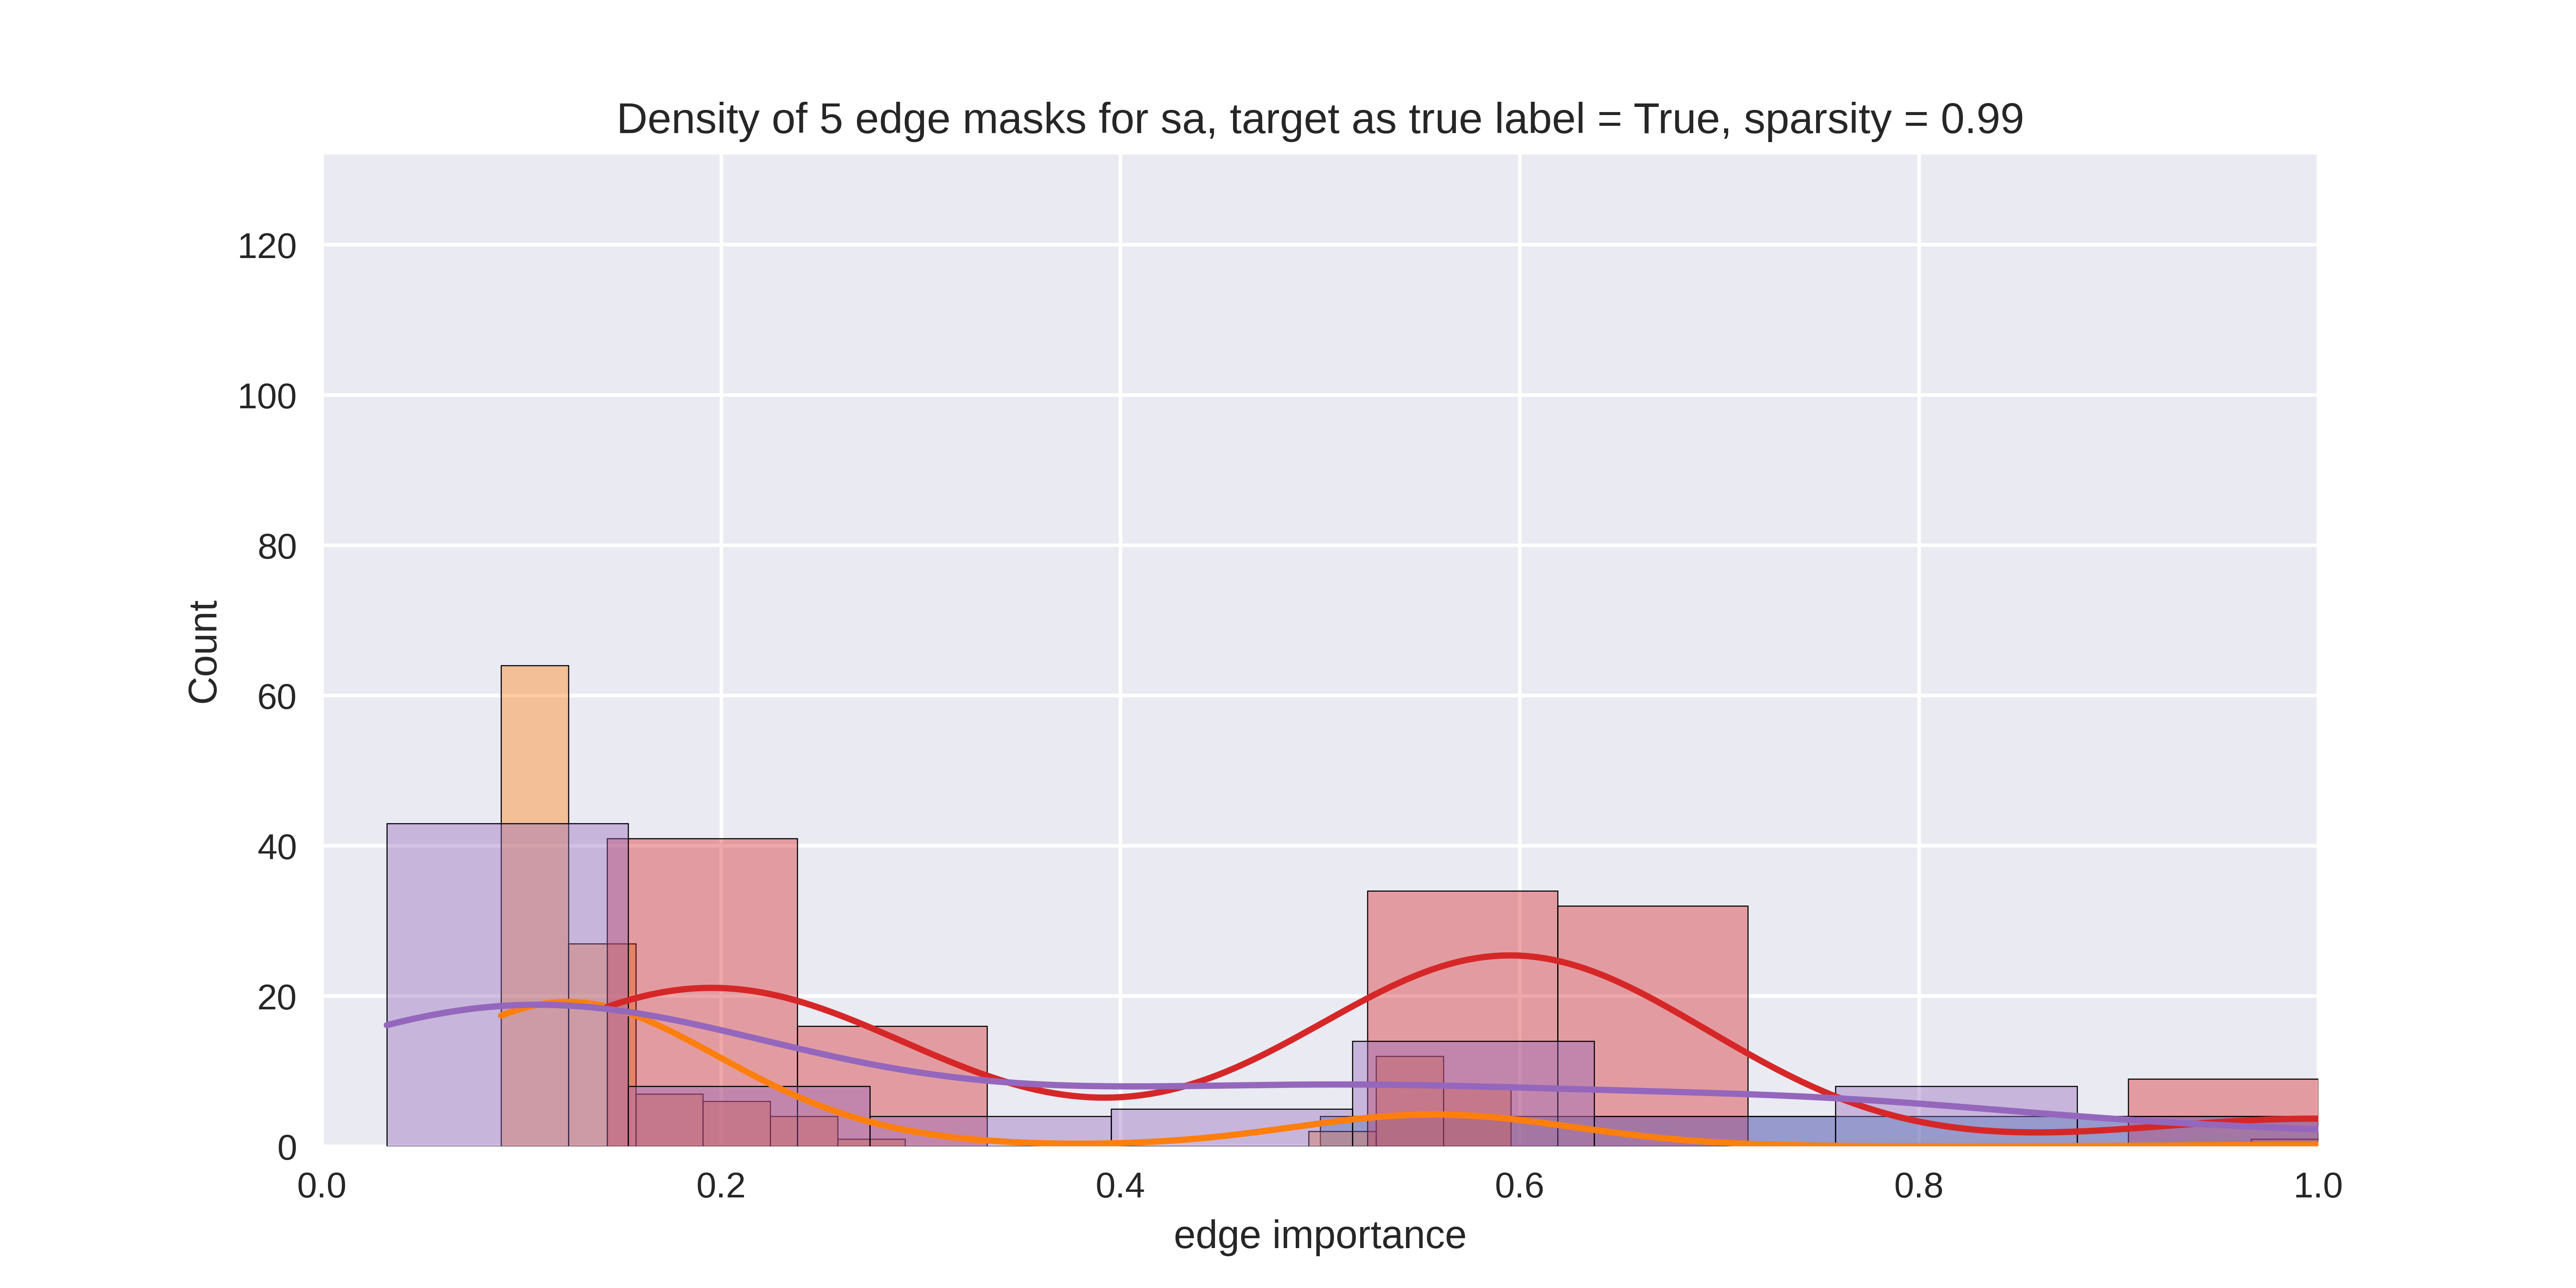 Density of 5 edge masks for sa, target as true label = True, sparsity = 0.99
120
100
80
60
40
20
0
Count
0.0 0.2 0.4 0.6 0.8 1.0
edge importance